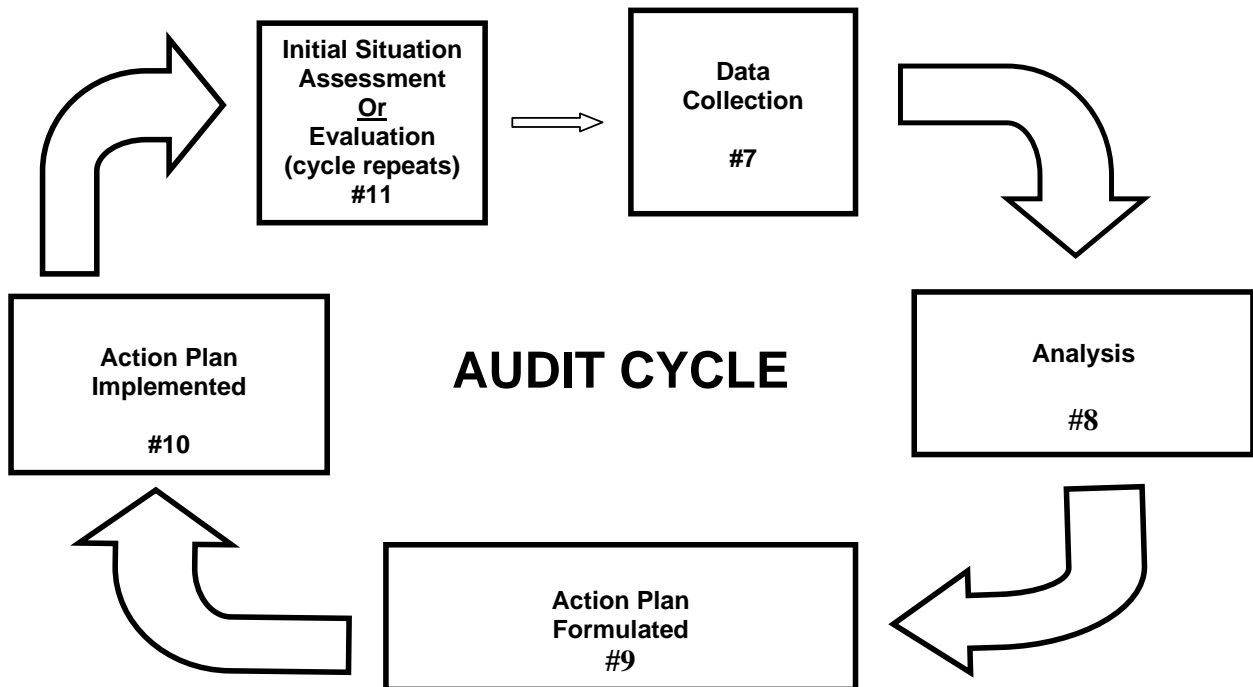 Initial Situation
Assessment
Or
Evaluation
(cycle repeats)
#11
Data
Collection
#7
Analysis
#8
Action Plan
Formulated
#9
Action Plan
Implemented
#10
AUDIT CYCLE